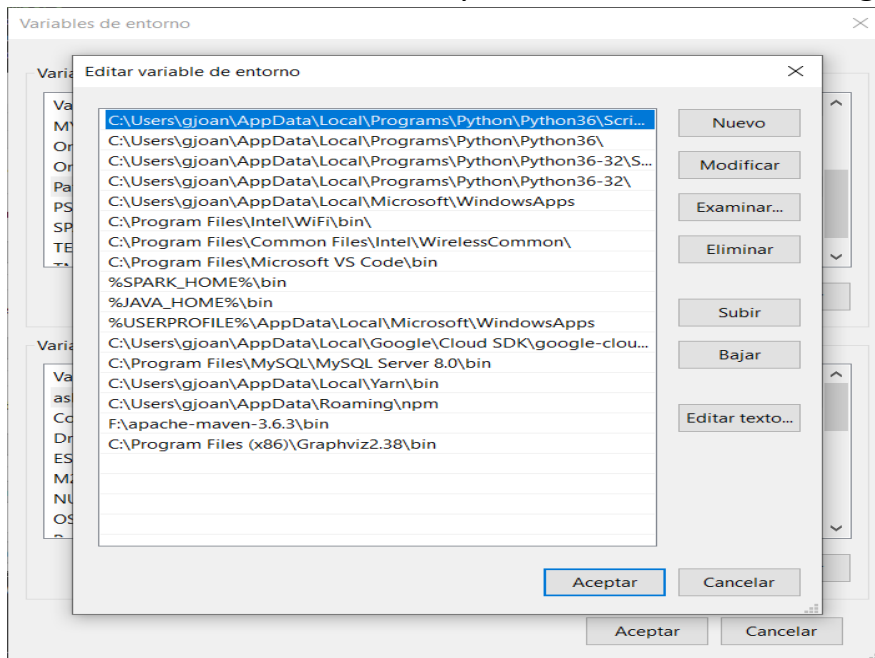 Variables de entorno
Editar variable de entorno
C:\Users\gjoan\AppData\Local\Programs\Python\Python36\Scri...
C:\Users\gjoan\AppData\Local\Programs\Python\Python36\
C:\Users\gjoan\AppData\Local\Programs\Python\Python36-32\S...
C:\Users\gjoan\AppData\Local\Programs\Python\Python36-32\
C:\Users\gjoan\AppData\Local\Microsoft\WindowsApps
C:\Program Files\Intel\WiFi\bin\
C:\Program Files\Common Files\Intel\WirelessCommon\
C:\Program Files\Microsoft VS Code\bin
%SPARK_HOME%\bin
%JAVA_HOME%\bin
%USERPROFILE%\AppData\Local\Microsoft\WindowsApps
C:\Users\gjoan\AppData\Local\Google\Cloud SDK\google-clou...
C:\Program Files\MySQL\MySQL Server 8.0\bin
C:\Users\gjoan\AppData\Local\Yarn\bin
C:\Users\gjoan\AppData\Roaming\npm
F:\apache-maven-3.6.3\bin
C:\Program Files (x86)\Graphviz2.38\bin
Nuevo
Modificar
Examinar...
Eliminar
Subir
Bajar
Editar texto...
Aceptar Cancelar
Aceptar Cancelar